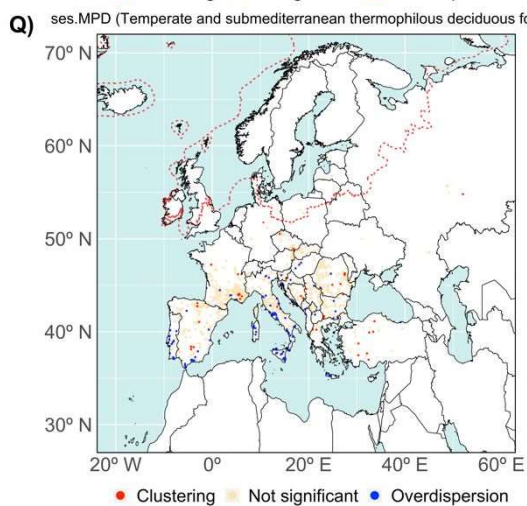 Q) ses.MPD (Temperate and submediterranean thermophilous deciduous fo
70° N
60° N
50° N
40° N
30° N
20° W 0° 20° E 40° E 60° E
Clustering Not significant Overdispersion